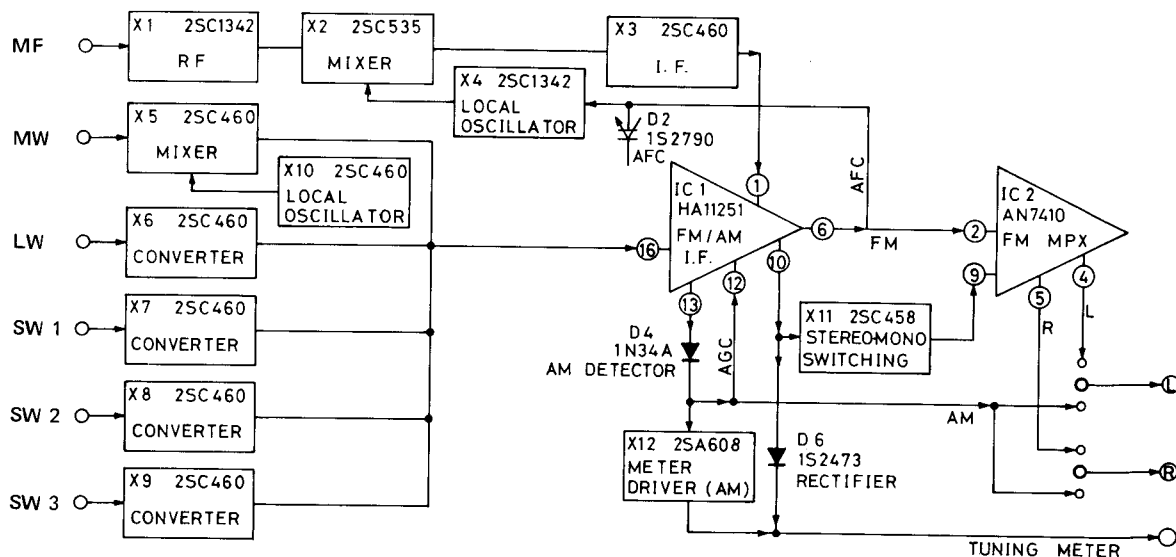 MF
X1 2SC1342
RF
X2 2SC535
MIXER
X3 2SC460
I.F.
X4 2SC1342
LOCAL
OSCILLATOR
D2
1S2790
AFC
MW
X5 2SC460
MIXER
X10 2SC460
LOCAL
OSCILLATOR
LW
X6 2SC460
CONVERTER
SW 1
X7 2SC460
CONVERTER
SW 2
X8 2SC460
CONVERTER
SW 3
X9 2SC460
CONVERTER
IC 1
HA11251
FM/AM
I.F.
1
16
6
10
12
13
AFC
FM
IC 2
AN7410
FM MPX
2
9
4
5
R
L
D4
1N34A
AM DETECTOR
AGC
X11 2SC458
STEREO-MONO
SWITCHING
AM
X12 2SA608
METER
DRIVER (AM)
D6
1S2473
RECTIFIER
L
R
TUNING METER